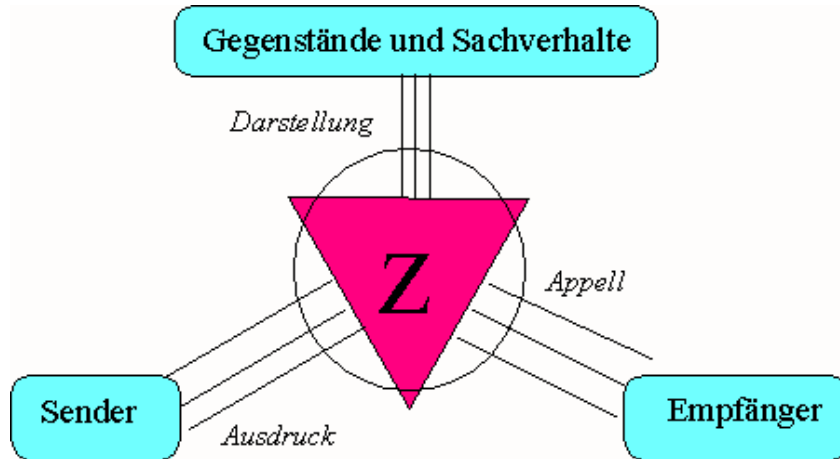 Gegenstände und Sachverhalte
Darstellung
Z
Appell
Sender
Empfänger
Ausdruck